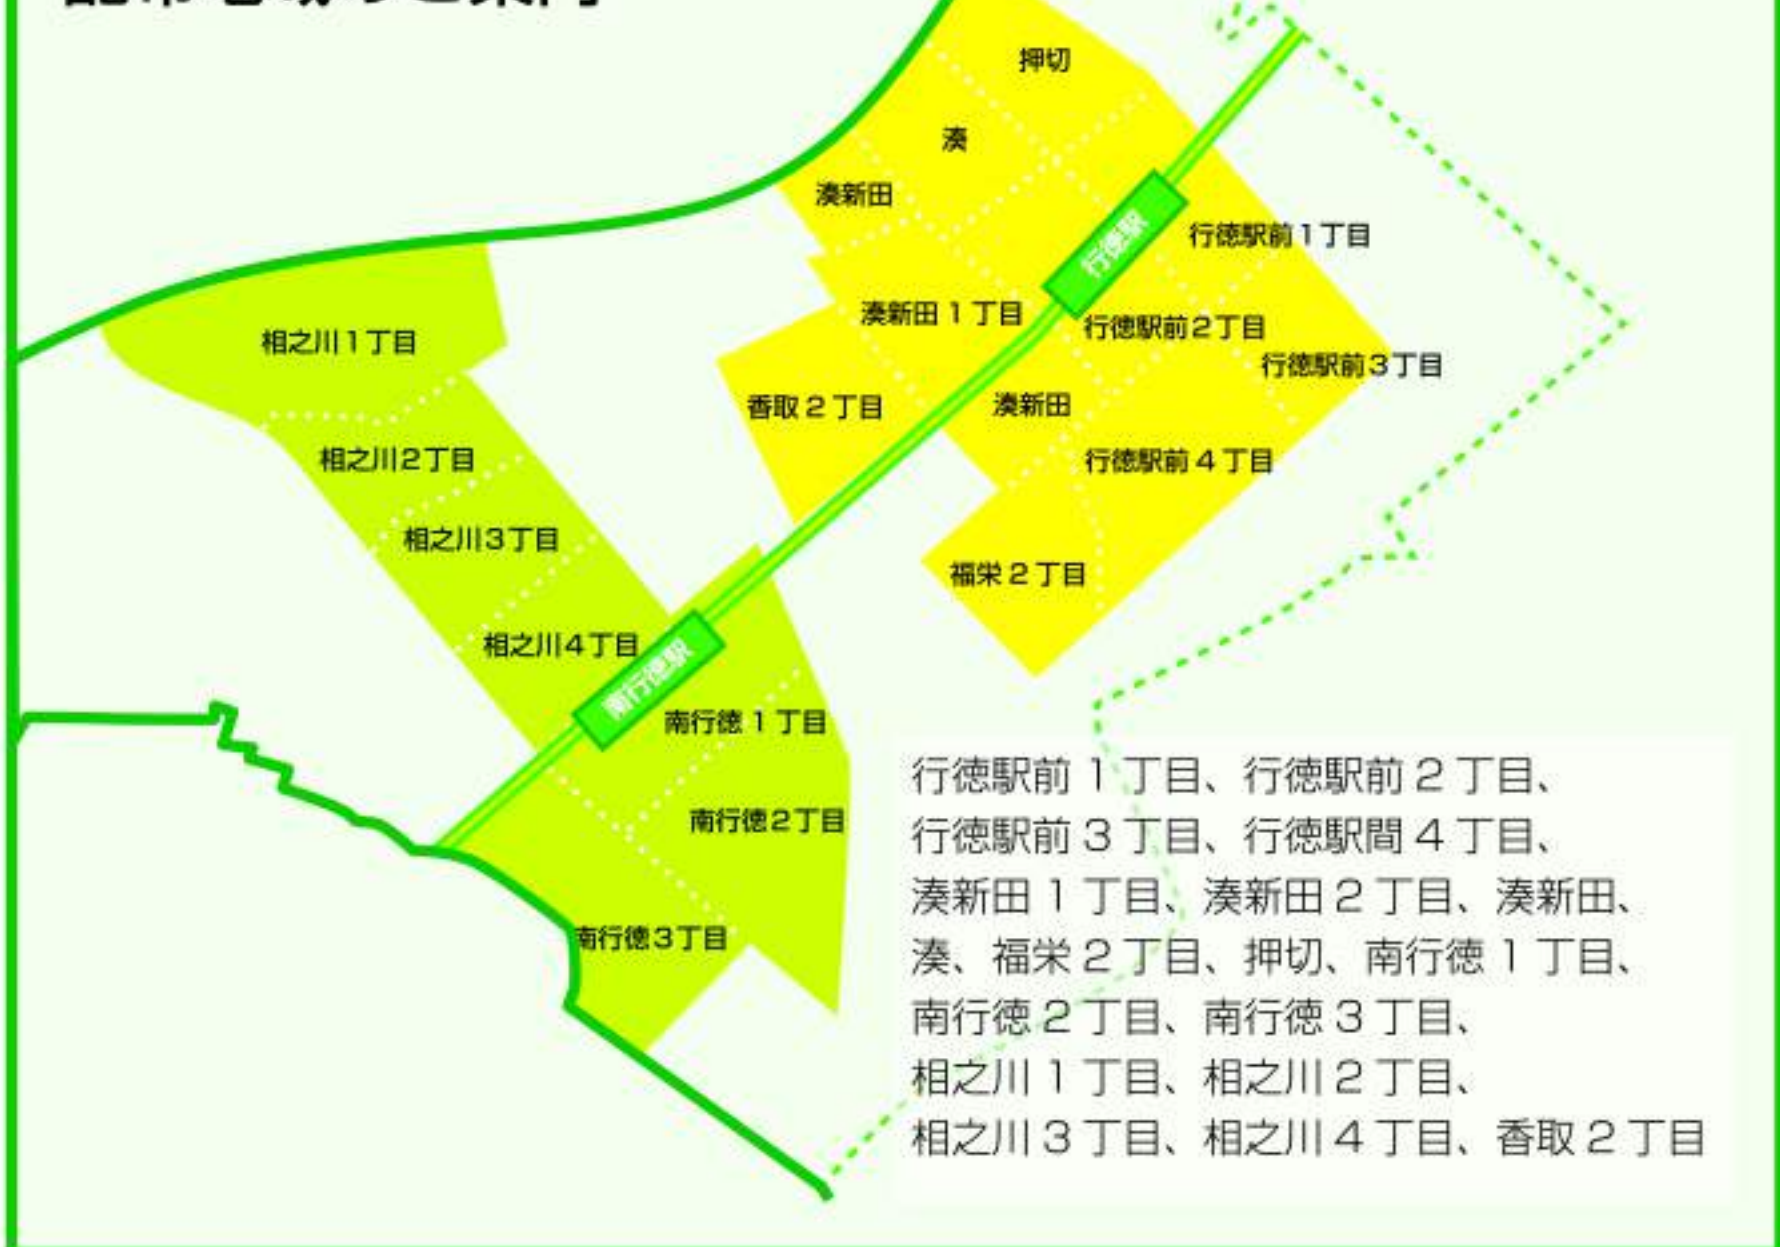 押切
湊
湊新田
行徳駅
行徳駅前1丁目
湊新田1丁目
行徳駅前2丁目
相之川1丁目
行徳駅前3丁目
香取2丁目
湊新田
相之川2丁目
行徳駅前4丁目
相之川3丁目
福栄2丁目
相之川4丁目
南行徳駅
南行徳1丁目
南行徳2丁目
南行徳3丁目
行徳駅前1丁目、行徳駅前2丁目、
行徳駅前3丁目、行徳駅間4丁目、
湊新田1丁目、湊新田2丁目、湊新田、
湊、福栄2丁目、押切、南行徳1丁目、
南行徳2丁目、南行徳3丁目、
相之川1丁目、相之川2丁目、
相之川3丁目、相之川4丁目、香取2丁目